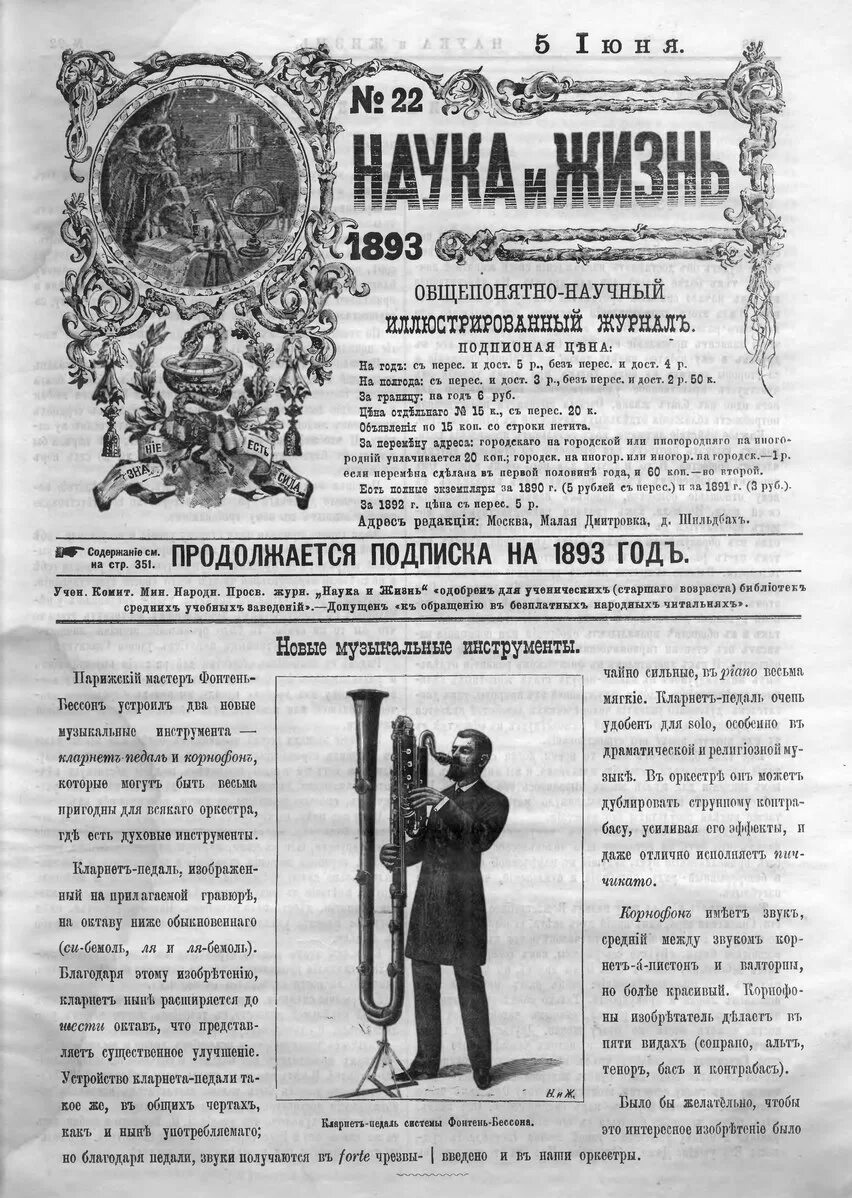 5 Iюня.
№ 22
НАУКА и ЖИЗНЬ
1893
ОБЩЕПОНЯТНО-НАУЧНЫЙ
ИЛЛЮСТРИРОВАННЫЙ ЖУРНАЛЪ.
ПОДПИСНАЯ ЦѢНА:
На годъ: съ перес. и дост. 5 р., безъ перес. и дост. 4 р.
На полгода: съ перес. и дост. 3 р., безъ перес. и дост. 2 р. 50 к.
За границу: на годъ 6 руб.
Цѣна отдѣльнаго № 15 к., съ перес. 20 к.
Объявленія по 15 коп. со строки петита.
За перемѣну адреса: городскаго на городской или иногородняго на иного-
родній уплачивается 20 коп.; городск. на иногор. или иногор. на городск.—1 р.
если перемѣна сдѣлана въ первой половинѣ года, и 60 коп.—во второй.
Есть полные экземпляры за 1890 г. (5 рублей съ перес.) и за 1891 г. (3 руб.).
За 1892 г. цѣна съ перес. 5 р.
Адресъ редакціи: Москва, Малая Дмитровка, д. Шильдбахъ.
ЗНА
НІЕ
ЕСТЬ
СИЛА
Содержаніе см.
на стр. 351.
ПРОДОЛЖАЕТСЯ ПОДПИСКА НА 1893 ГОДЪ.
Учен. Комит. Мин. Народн. Просв. журн. „Наука и Жизнь“ «одобренъ для ученическихъ (старшаго возраста) библіотекъ
среднихъ учебныхъ заведеній».—Допущенъ «къ обращенію въ безплатныхъ народныхъ читальняхъ».
Новые музыкальные инструменты.
Парижскій мастеръ Фонтень-
Бессонъ устроилъ два новые
музыкальные инструмента —
кларнетъ-педаль и корнофонъ,
которые могутъ быть весьма
пригодны для всякаго оркестра,
гдѣ есть духовые инструменты.
Кларнетъ-педаль, изображен-
ный на прилагаемой гравюрѣ,
на октаву ниже обыкновеннаго
(си-бемоль, ля и ля-бемоль).
Благодаря этому изобрѣтенію,
кларнетъ нынѣ расширяется до
шести октавъ, что представ-
ляетъ существенное улучшеніе.
Устройство кларнета-педали та-
кое же, въ общихъ чертахъ,
какъ и нынѣ употребляемаго;
но благодаря педали, звуки получаются въ forte чрезвы-
Н. и Ж.
Кларнетъ-педаль системы Фонтень-Бессона.
чайно сильные, въ piano весьма
мягкіе. Кларнетъ-педаль очень
удобенъ для solo, особенно въ
драматической и религіозной му-
зыкѣ. Въ оркестрѣ онъ можетъ
дублировать струнному контра-
басу, усиливая его эффекты, и
даже отлично исполняетъ пич-
чикато.
Корнофонъ имѣетъ звукъ,
средній между звукомъ кор-
нетъ-á-пистон и валторны,
но болѣе красивый. Корнофо-
ны изобрѣтатель дѣлаетъ въ
пяти видахъ (сопрано, альтъ,
теноръ, басъ и контрабасъ).
Было бы желательно, чтобы
это интересное изобрѣтеніе было
введено и въ наши оркестры.